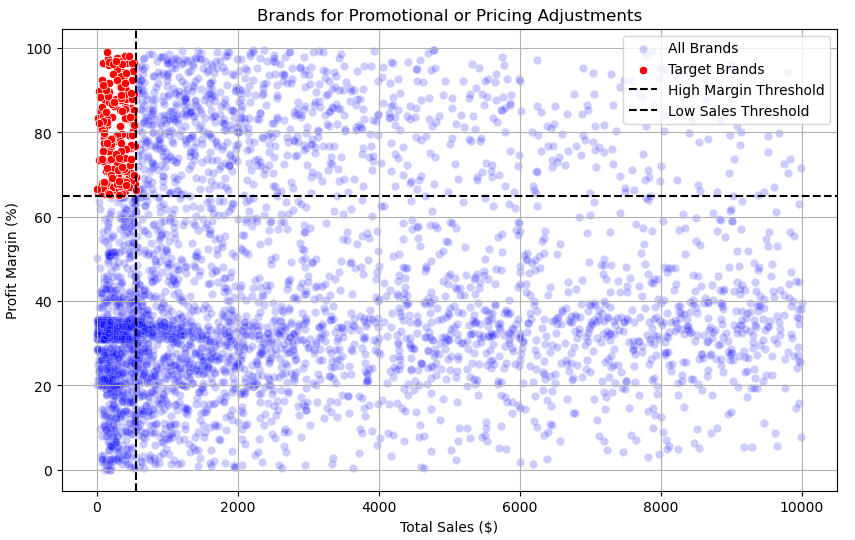 Brands for Promotional or Pricing Adjustments
All Brands
Target Brands
High Margin Threshold
Low Sales Threshold
100
80
60
40
20
0
Profit Margin (%)
0 2000 4000 6000 8000 10000
Total Sales ($)